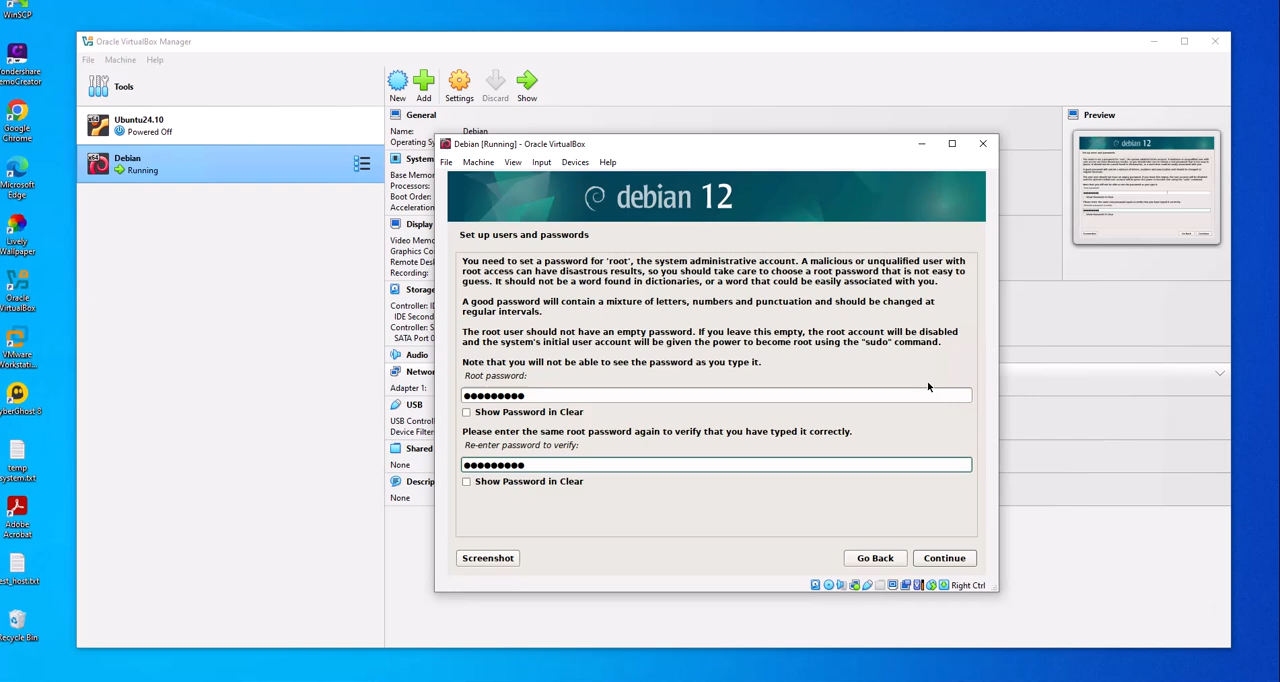 WinSCP
Oracle VirtualBox Manager
File Machine Help
Tools
New Add Settings Discard Show
Ubuntu24.10
Powered Off
Debian
Running
General
Name: Debian
Operating Sy
System
Base Memor
Processors:
Boot Order:
Acceleration
Display
Video Memo
Graphics Co
Remote Desk
Recording:
Storage
Controller: ID
IDE Second
Controller: S
SATA Port 0
Audio
Network
Adapter 1:
USB
USB Controll
Device Filter
Shared
None
Descrip
None
Preview
debian 12
Debian [Running] - Oracle VirtualBox
File Machine View Input Devices Help
debian 12
Set up users and passwords
You need to set a password for 'root', the system administrative account. A malicious or unqualified user with
root access can have disastrous results, so you should take care to choose a root password that is not easy to
guess. It should not be a word found in dictionaries, or a word that could be easily associated with you.
A good password will contain a mixture of letters, numbers and punctuation and should be changed at
regular intervals.
The root user should not have an empty password. If you leave this empty, the root account will be disabled
and the system's initial user account will be given the power to become root using the "sudo" command.
Note that you will not be able to see the password as you type it.
Root password:
●●●●●●●●●
Show Password in Clear
Please enter the same root password again to verify that you have typed it correctly.
Re-enter password to verify:
●●●●●●●●●
Show Password in Clear
Screenshot Go Back Continue
Right Ctrl
ondershare
emoCreator
Google
Chrome
Microsoft
Edge
Lively
Wallpaper
Oracle
VirtualBox
VMware
Workstati...
yberGhost 8
temp
system.txt
Adobe
Acrobat
est_host.txt
Recycle Bin